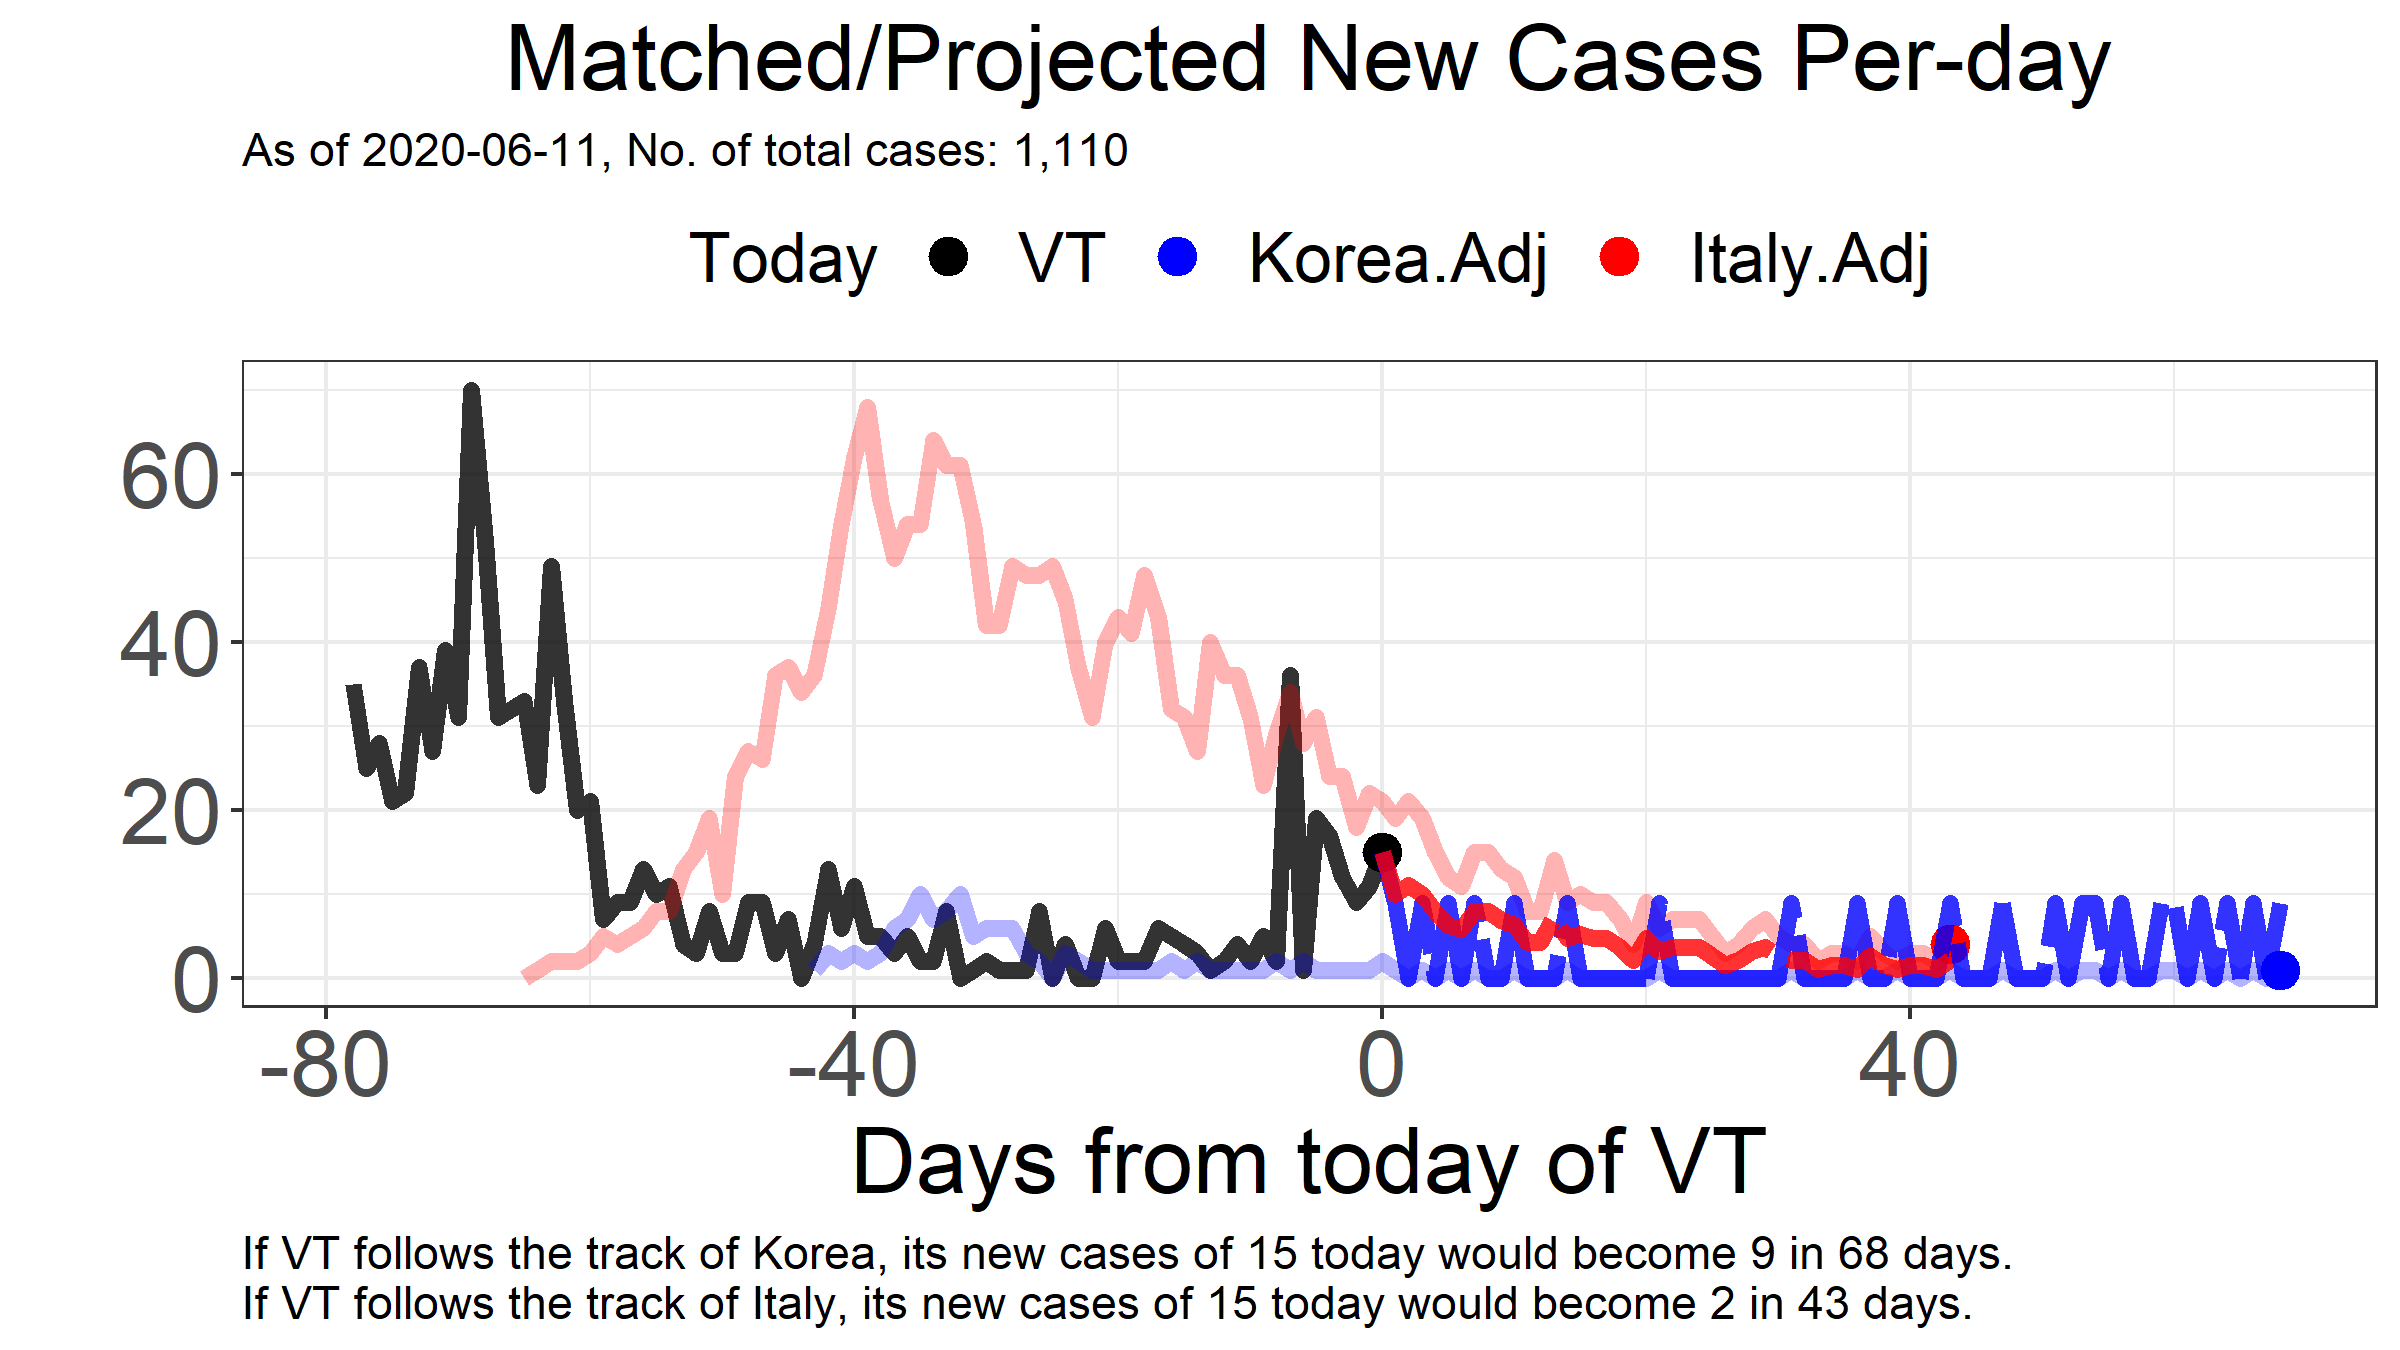 Matched/Projected New Cases Per-day
As of 2020-06-11, No. of total cases: 1,110
Today VT Korea.Adj Italy.Adj
60
40
20
0
-80 -40 0 40
Days from today of VT
If VT follows the track of Korea, its new cases of 15 today would become 9 in 68 days.
If VT follows the track of Italy, its new cases of 15 today would become 2 in 43 days.